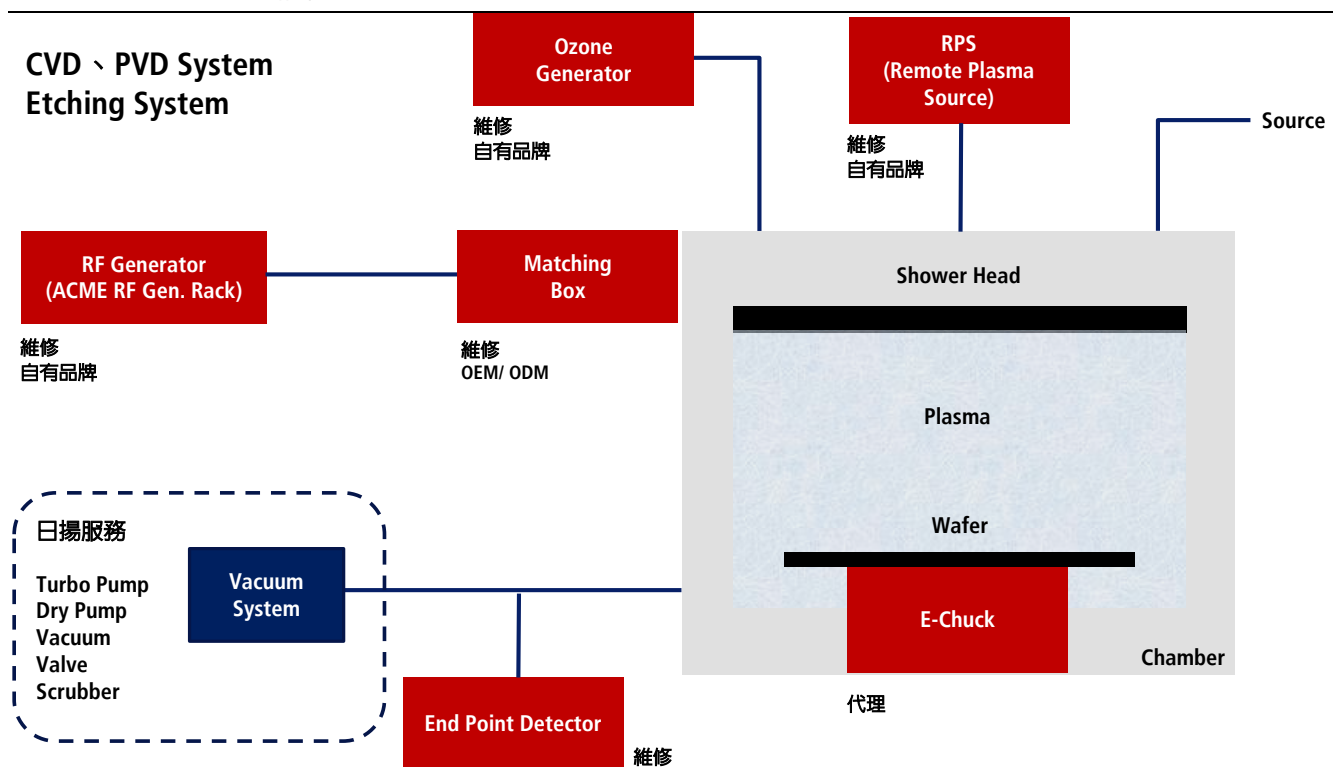 CVD、PVD System
Etching System
Ozone
Generator
維修
自有品牌
RPS
(Remote Plasma
Source)
維修
自有品牌
Source
RF Generator
(ACME RF Gen. Rack)
維修
自有品牌
Matching
Box
維修
OEM/ ODM
Shower Head
Plasma
Wafer
E-Chuck
Chamber
代理
日揚服務
Turbo Pump
Dry Pump
Vacuum
Valve
Scrubber
Vacuum
System
End Point Detector
維修